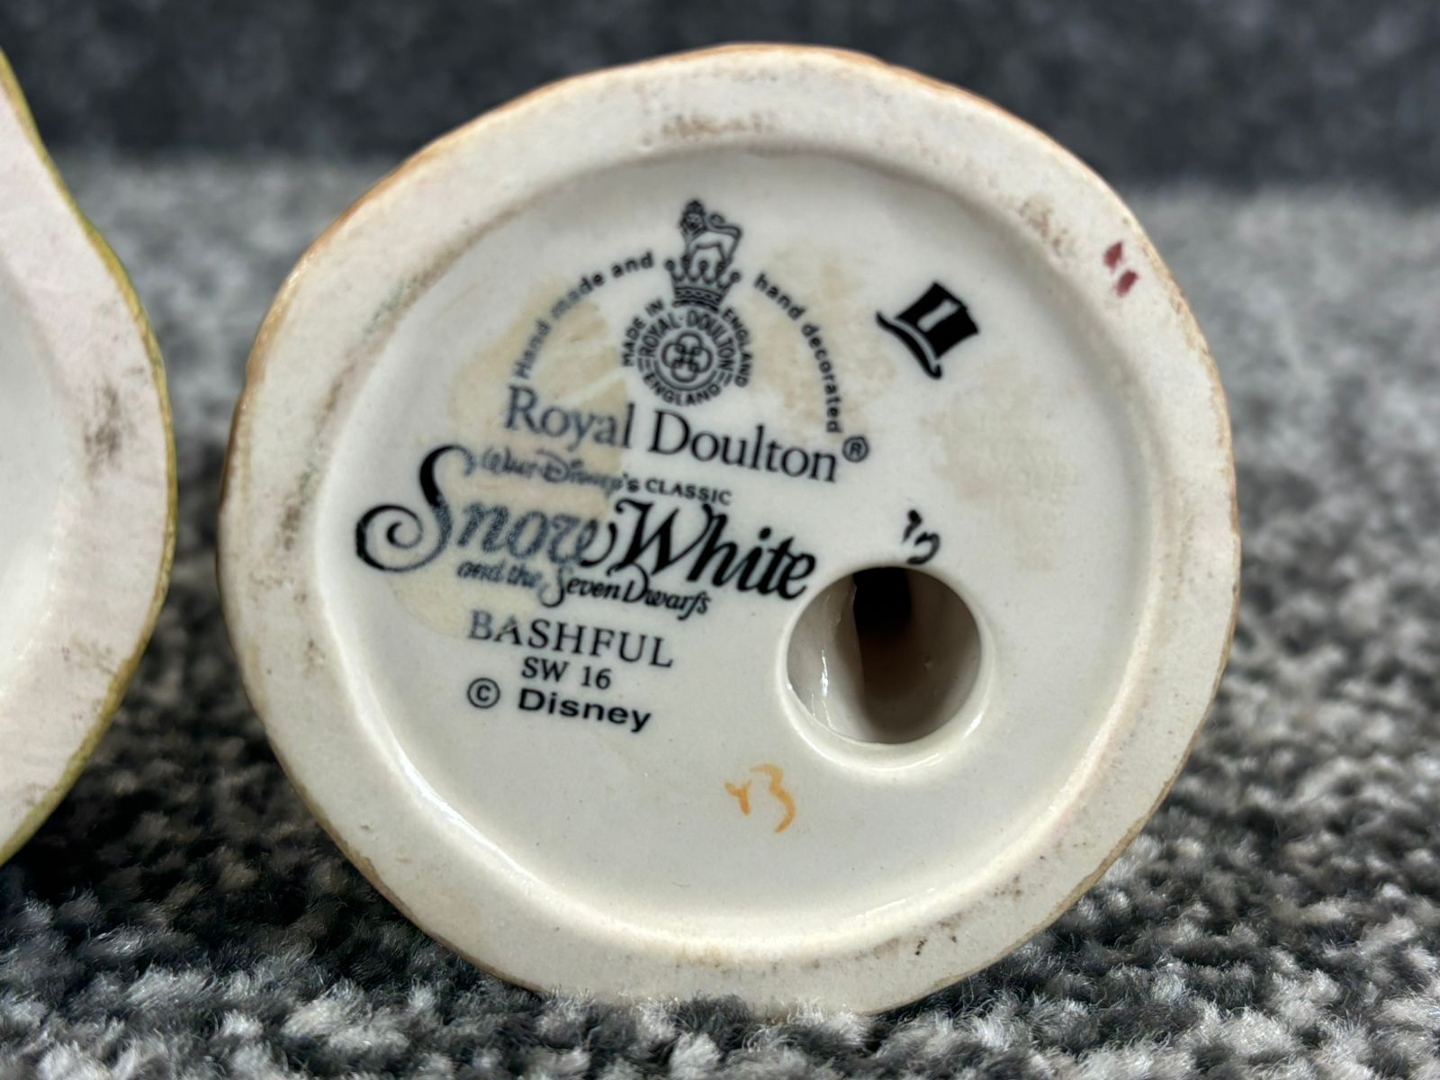 Hand made and hand decorated
MADE IN ENGLAND
ROYAL·DOULTON
ENGLAND
Royal Doulton®
Walt Disney's CLASSIC
Snow White
and the Seven Dwarfs
BASHFUL
SW 16
© Disney
1